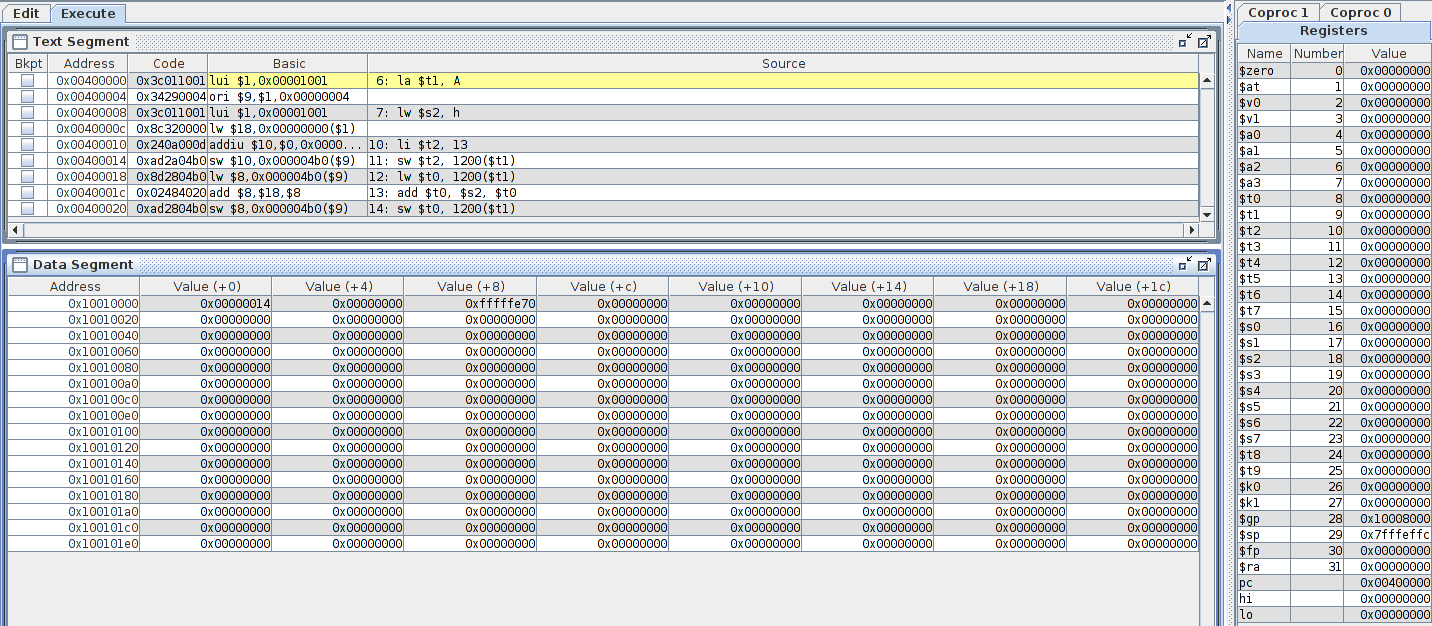 Edit Execute
Text Segment
Bkpt Address Code Basic Source
0x00400000 0x3c011001 lui $1,0x00001001 6: la $t1, A
0x00400004 0x34290004 ori $9,$1,0x00000004
0x00400008 0x3c011001 lui $1,0x00001001 7: lw $s2, h
0x0040000c 0x8c320000 lw $18,0x00000000($1)
0x00400010 0x240a000d addiu $10,$0,0x0000... 10: li $t2, 13
0x00400014 0xad2a04b0 sw $10,0x000004b0($9) 11: sw $t2, 1200($t1)
0x00400018 0x8d2804b0 lw $8,0x000004b0($9) 12: lw $t0, 1200($t1)
0x0040001c 0x02484020 add $8,$18,$8 13: add $t0, $s2, $t0
0x00400020 0xad2804b0 sw $8,0x000004b0($9) 14: sw $t0, 1200($t1)
Data Segment
Address Value (+0) Value (+4) Value (+8) Value (+c) Value (+10) Value (+14) Value (+18) Value (+1c)
0x10010000 0x00000014 0x00000000 0xfffffe70 0x00000000 0x00000000 0x00000000 0x00000000 0x00000000
0x10010020 0x00000000 0x00000000 0x00000000 0x00000000 0x00000000 0x00000000 0x00000000 0x00000000
0x10010040 0x00000000 0x00000000 0x00000000 0x00000000 0x00000000 0x00000000 0x00000000 0x00000000
0x10010060 0x00000000 0x00000000 0x00000000 0x00000000 0x00000000 0x00000000 0x00000000 0x00000000
0x10010080 0x00000000 0x00000000 0x00000000 0x00000000 0x00000000 0x00000000 0x00000000 0x00000000
0x100100a0 0x00000000 0x00000000 0x00000000 0x00000000 0x00000000 0x00000000 0x00000000 0x00000000
0x100100c0 0x00000000 0x00000000 0x00000000 0x00000000 0x00000000 0x00000000 0x00000000 0x00000000
0x100100e0 0x00000000 0x00000000 0x00000000 0x00000000 0x00000000 0x00000000 0x00000000 0x00000000
0x10010100 0x00000000 0x00000000 0x00000000 0x00000000 0x00000000 0x00000000 0x00000000 0x00000000
0x10010120 0x00000000 0x00000000 0x00000000 0x00000000 0x00000000 0x00000000 0x00000000 0x00000000
0x10010140 0x00000000 0x00000000 0x00000000 0x00000000 0x00000000 0x00000000 0x00000000 0x00000000
0x10010160 0x00000000 0x00000000 0x00000000 0x00000000 0x00000000 0x00000000 0x00000000 0x00000000
0x10010180 0x00000000 0x00000000 0x00000000 0x00000000 0x00000000 0x00000000 0x00000000 0x00000000
0x100101a0 0x00000000 0x00000000 0x00000000 0x00000000 0x00000000 0x00000000 0x00000000 0x00000000
0x100101c0 0x00000000 0x00000000 0x00000000 0x00000000 0x00000000 0x00000000 0x00000000 0x00000000
0x100101e0 0x00000000 0x00000000 0x00000000 0x00000000 0x00000000 0x00000000 0x00000000 0x00000000
Coproc 1 Coproc 0
Registers
Name Number Value
$zero 0 0x00000000
$at 1 0x00000000
$v0 2 0x00000000
$v1 3 0x00000000
$a0 4 0x00000000
$a1 5 0x00000000
$a2 6 0x00000000
$a3 7 0x00000000
$t0 8 0x00000000
$t1 9 0x00000000
$t2 10 0x00000000
$t3 11 0x00000000
$t4 12 0x00000000
$t5 13 0x00000000
$t6 14 0x00000000
$t7 15 0x00000000
$s0 16 0x00000000
$s1 17 0x00000000
$s2 18 0x00000000
$s3 19 0x00000000
$s4 20 0x00000000
$s5 21 0x00000000
$s6 22 0x00000000
$s7 23 0x00000000
$t8 24 0x00000000
$t9 25 0x00000000
$k0 26 0x00000000
$k1 27 0x00000000
$gp 28 0x10008000
$sp 29 0x7fffeffc
$fp 30 0x00000000
$ra 31 0x00000000
pc 0x00400000
hi 0x00000000
lo 0x00000000